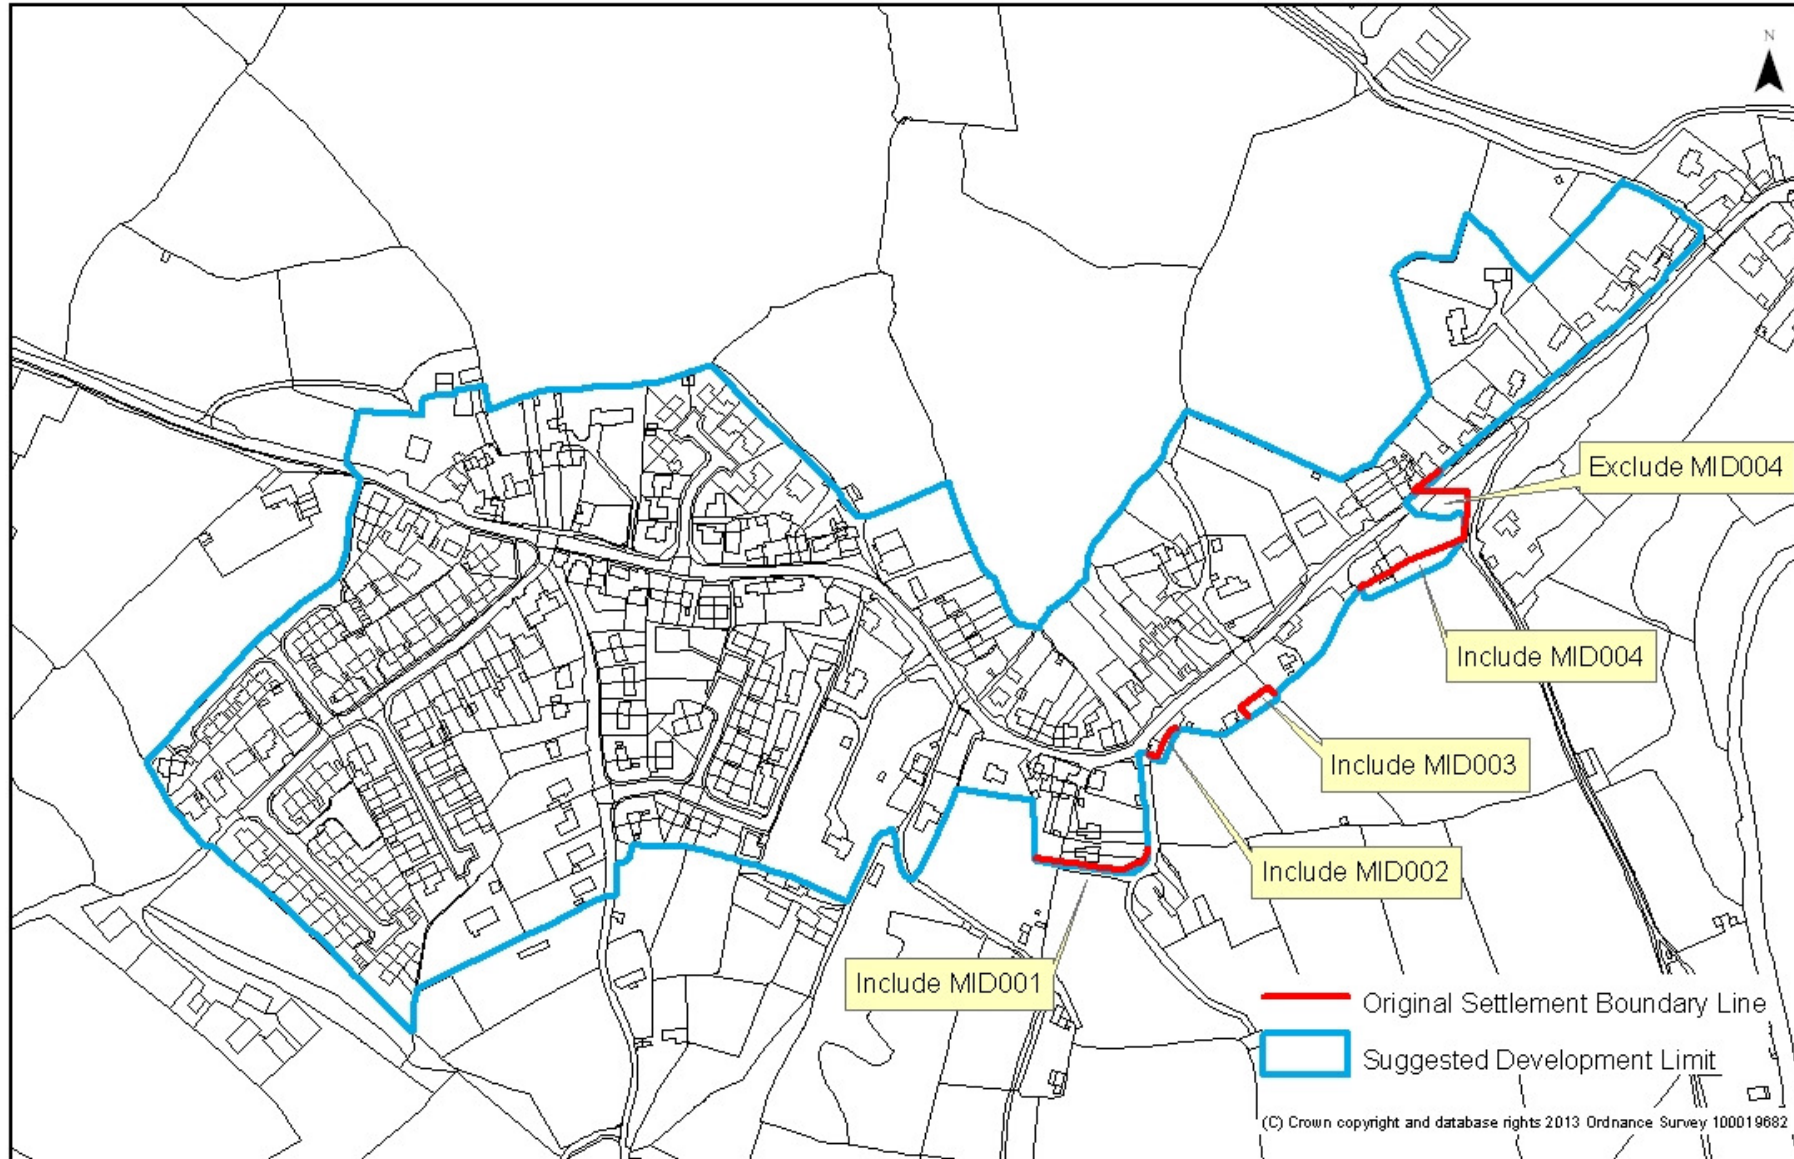 N
Exclude MID004
Include MID004
Include MID003
Include MID002
Include MID001
Original Settlement Boundary Line
Suggested Development Limit
(C) Crown copyright and database rights 2013 Ordnance Survey 100019682